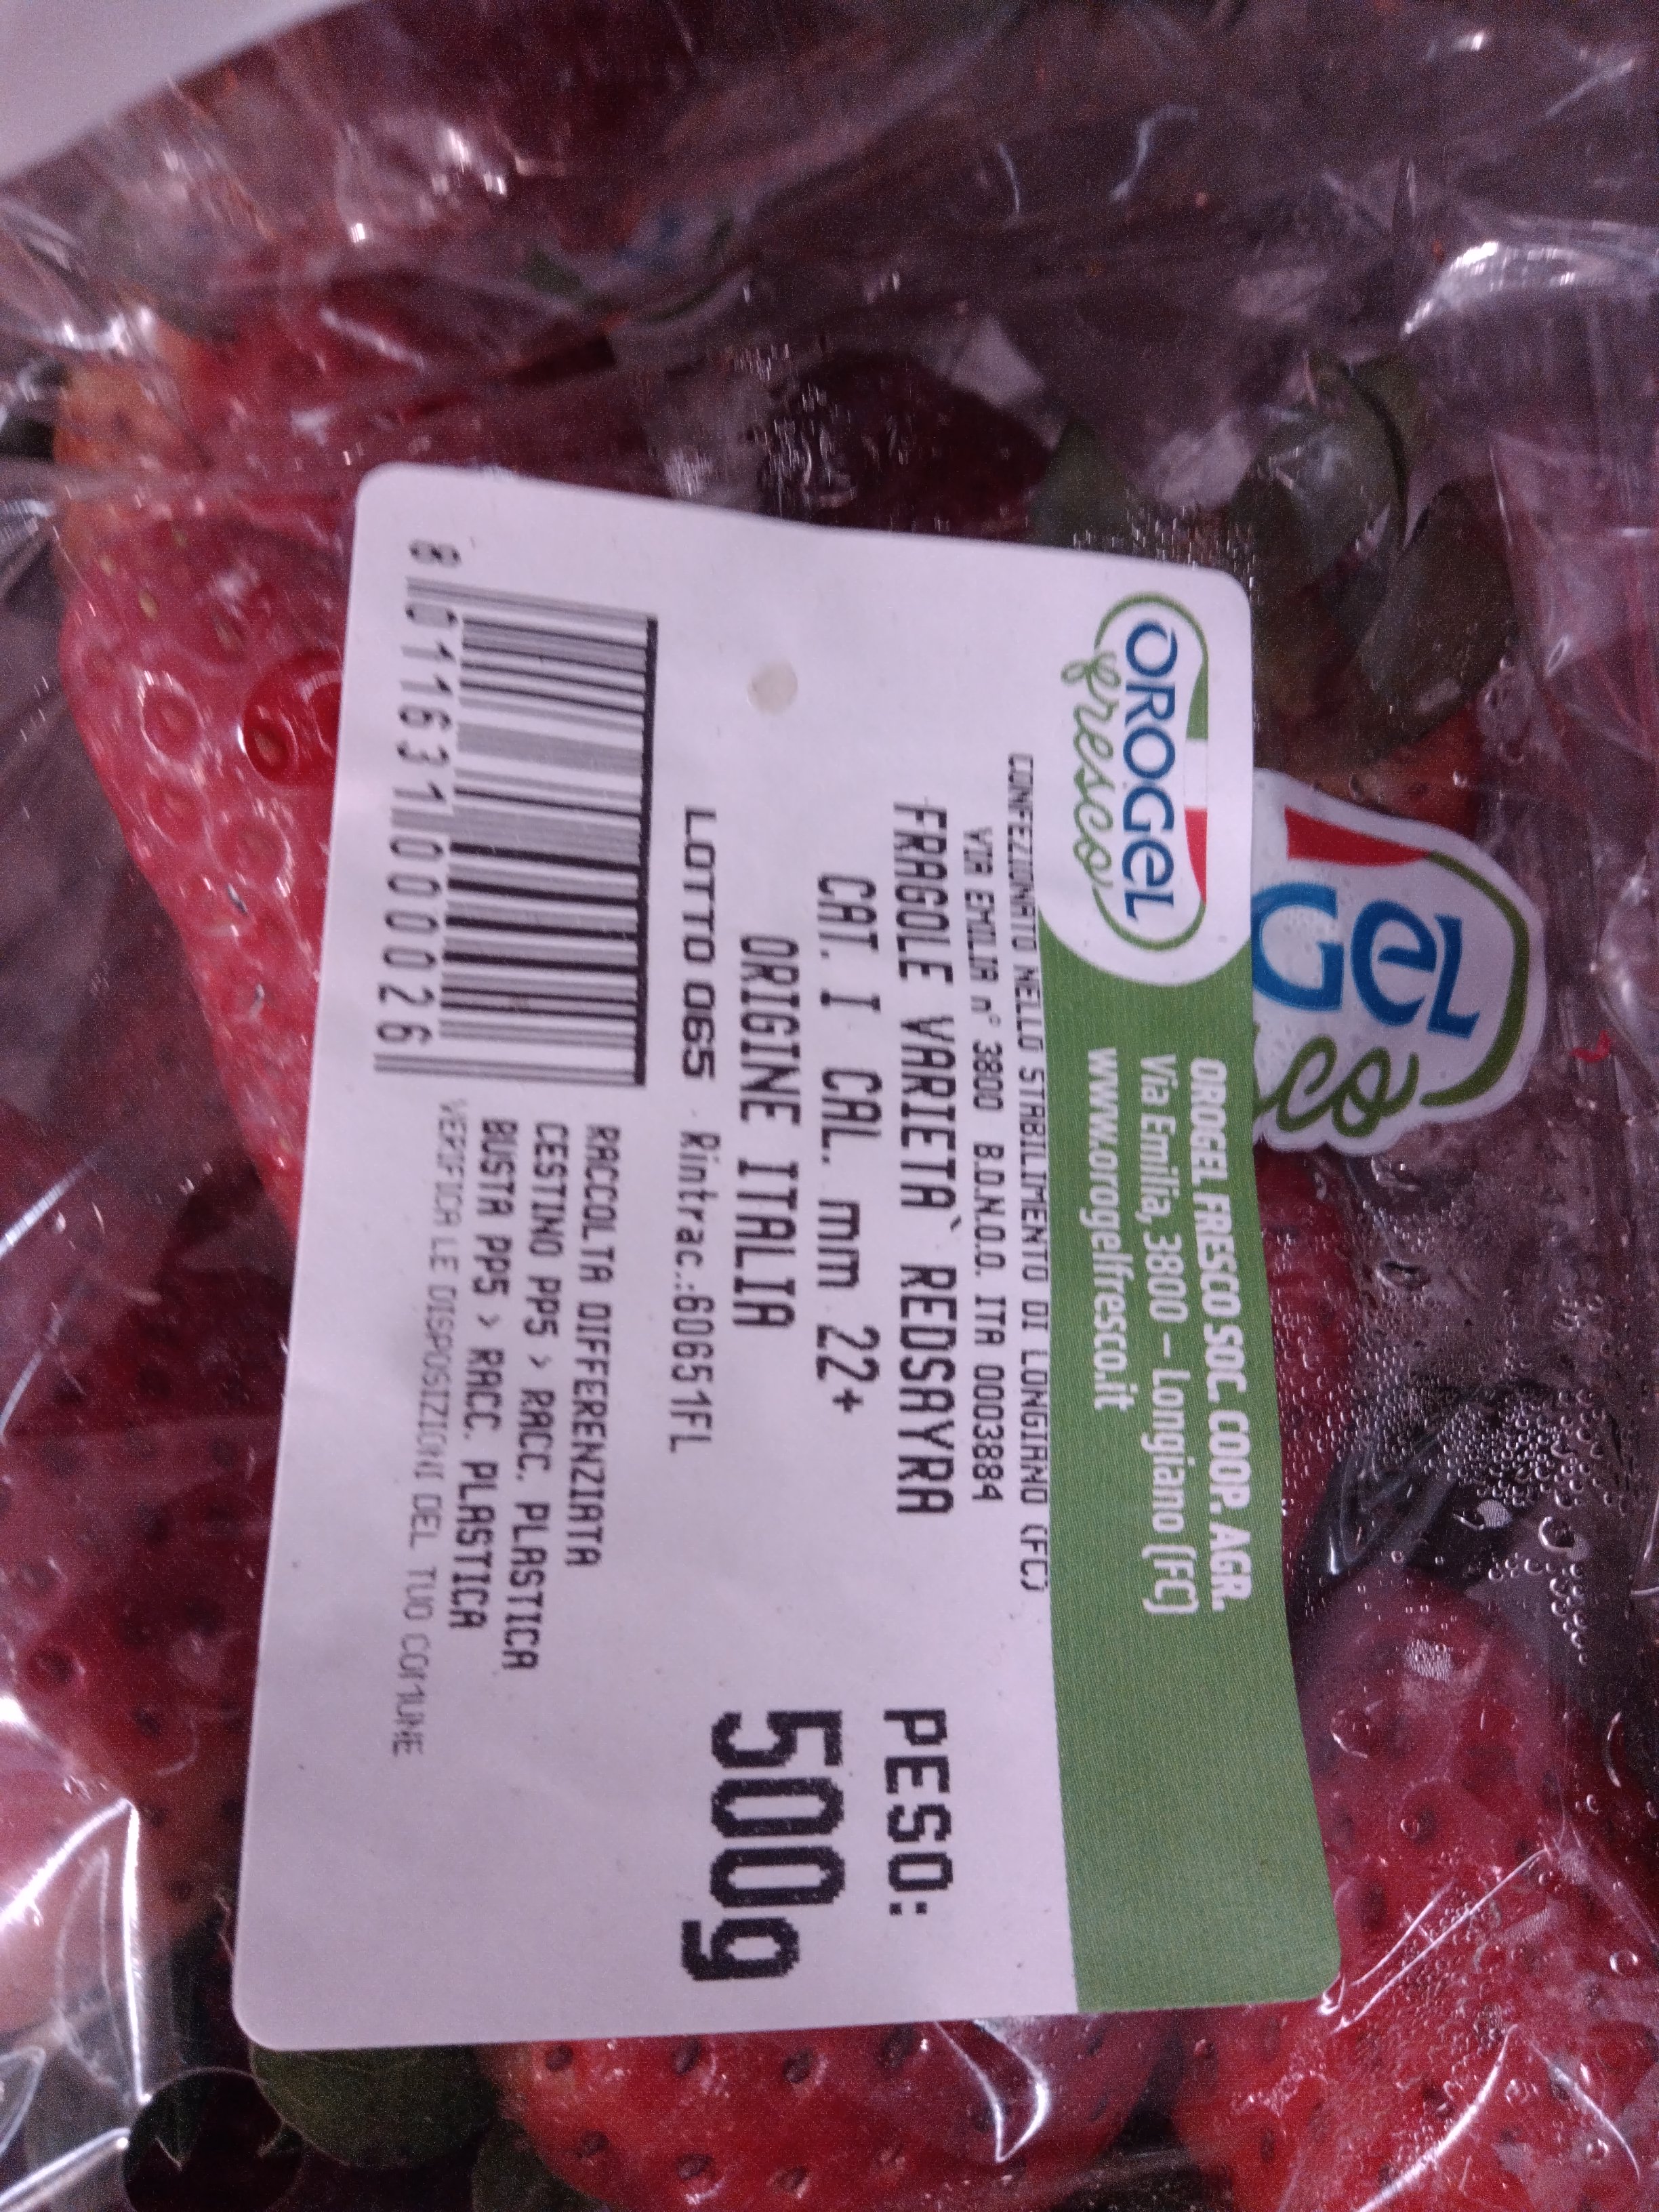 OROGEL
fresco
OROGEL FRESCO SOC. COOP. AGR.
Via Emilia, 3800 - Longiano (FC)
www.orogelfresco.it
CONFEZIONATO NELLO STABILIMENTO DI LONGIANO (FC)
VIA EMILIA n° 3800 B.D.N.O.O. ITA 0003884
FRAGOLE VARIETA` REDSAYRA
CAT. I CAL. mm 22+
ORIGINE ITALIA
PESO:
500g
LOTTO 065 Rintrac.:60651FL
RACCOLTA DIFFERENZIATA
CESTINO PP5 > RACC. PLASTICA
BUSTA PP5 > RACC. PLASTICA
VERIFICA LE DISPOSIZIONI DEL TUO COMUNE
8 011631 000026
G eL
co